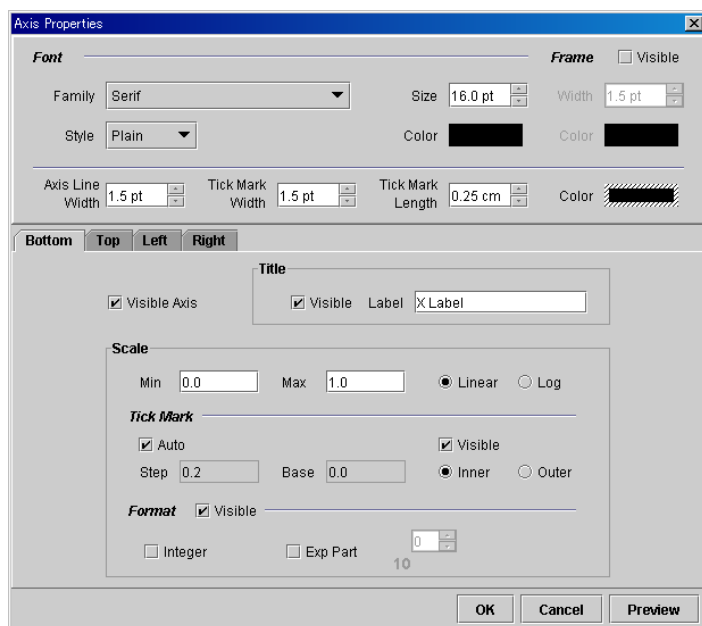 Axis Properties
Font Frame Visible
Family Serif Size 16.0 pt Width 1.5 pt
Style Plain Color Color
Axis Line Width 1.5 pt Tick Mark Width 1.5 pt Tick Mark Length 0.25 cm Color
Bottom Top Left Right
Title
Visible Axis Visible Label X Label
Scale
Min 0.0 Max 1.0 Linear Log
Tick Mark
Auto Visible
Step 0.2 Base 0.0 Inner Outer
Format Visible
Integer Exp Part 10 0
OK Cancel Preview